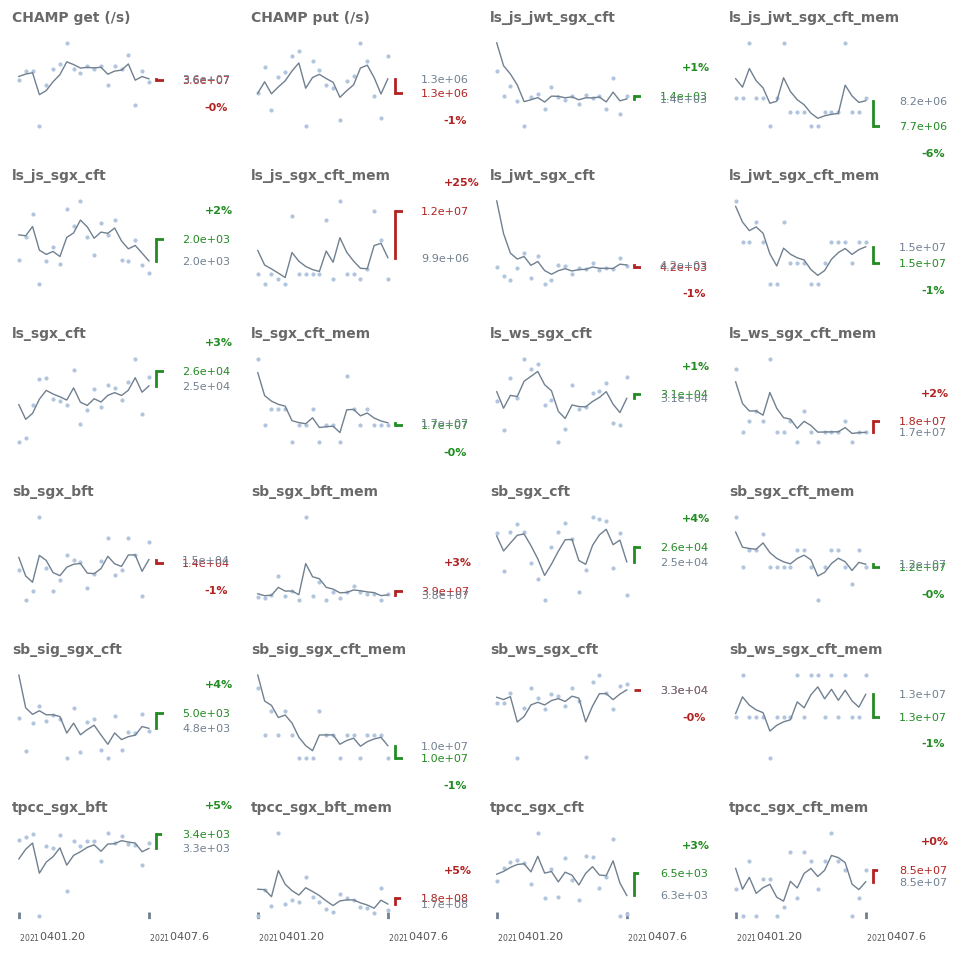 CHAMP get (/s)
3.6e+07
-0%
CHAMP put (/s)
1.3e+06
1.3e+06
-1%
ls_js_jwt_sgx_cft
+1%
1.4e+03
1.4e+03
ls_js_jwt_sgx_cft_mem
8.2e+06
7.7e+06
-6%
ls_js_sgx_cft
+2%
2.0e+03
2.0e+03
ls_js_sgx_cft_mem
+25%
1.2e+07
9.9e+06
ls_jwt_sgx_cft
4.2e+03
4.2e+03
-1%
ls_jwt_sgx_cft_mem
1.5e+07
1.5e+07
-1%
ls_sgx_cft
+3%
2.6e+04
2.5e+04
ls_sgx_cft_mem
1.7e+07
1.7e+07
-0%
ls_ws_sgx_cft
+1%
3.1e+04
3.1e+04
ls_ws_sgx_cft_mem
+2%
1.8e+07
1.7e+07
sb_sgx_bft
1.5e+04
1.4e+04
-1%
sb_sgx_bft_mem
+3%
3.9e+07
3.8e+07
sb_sgx_cft
+4%
2.6e+04
2.5e+04
sb_sgx_cft_mem
1.2e+07
1.2e+07
-0%
sb_sig_sgx_cft
+4%
5.0e+03
4.8e+03
sb_sig_sgx_cft_mem
1.0e+07
1.0e+07
-1%
sb_ws_sgx_cft
3.3e+04
-0%
sb_ws_sgx_cft_mem
1.3e+07
1.3e+07
-1%
tpcc_sgx_bft
+5%
3.4e+03
3.3e+03
2021 0401.20
2021 0407.6
tpcc_sgx_bft_mem
+5%
1.8e+08
1.7e+08
2021 0401.20
2021 0407.6
tpcc_sgx_cft
+3%
6.5e+03
6.3e+03
2021 0401.20
2021 0407.6
tpcc_sgx_cft_mem
+0%
8.5e+07
8.5e+07
2021 0401.20
2021 0407.6